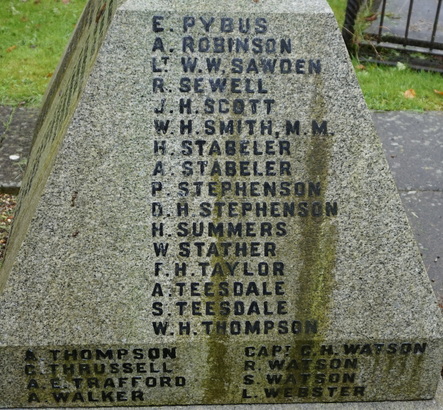 E. PYBUS
A. ROBINSON
LT W.W. SAWDEN
R. SEWELL
J.H. SCOTT
W.H. SMITH, M.M.
H. STABELER
A. STABELER
P. STEPHENSON
D.H. STEPHENSON
H. SUMMERS
W. STATHER
F.H. TAYLOR
A. TEESDALE
S. TEESDALE
W.H. THOMPSON
A. THOMPSON
C. THRUSSELL
A.E. TRAFFORD
A. WALKER
CAPT C.H. WATSON
R. WATSON
S. WATSON
L. WEBSTER